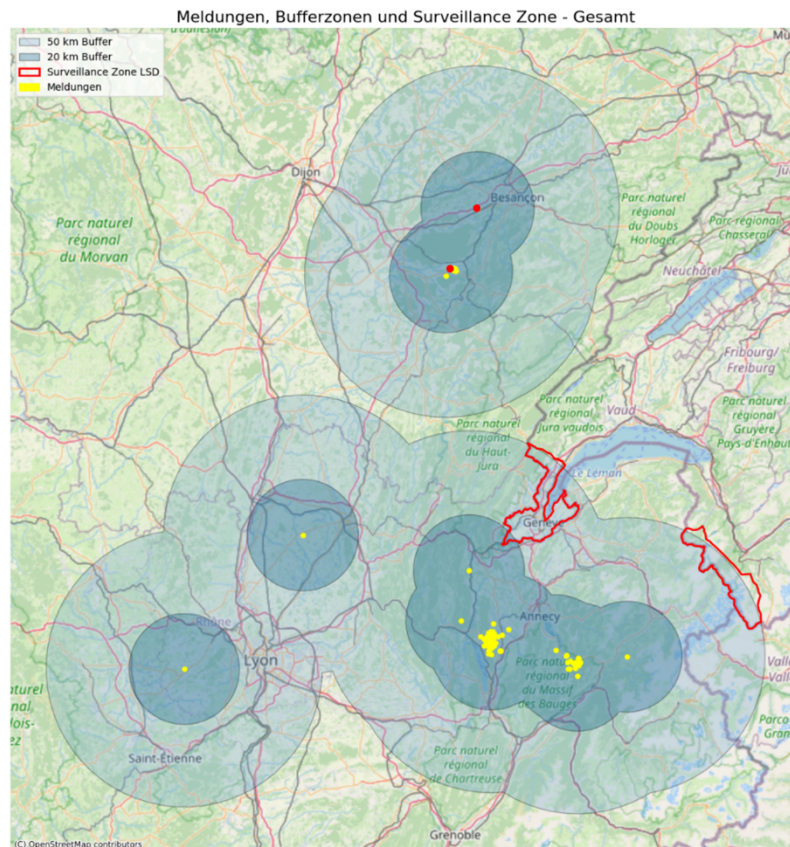 Meldungen, Bufferzonen und Surveillance Zone - Gesamt
d'adhésion)
50 km Buffer
20 km Buffer
Surveillance Zone LSD
Meldungen
Dijon
Besançon
Parc naturel
régional
du Morvan
Parc naturel
régional
du Doubs
Horloger
Parc régional
Chasseral
Neuchâtel
Fribourg/
Freiburg
Parc naturel
régional
Jura vaudois
Vaud
Parc naturel
régional
Gruyère
Pays-d'Enhaut
Parc naturel
régional
du Haut-
Jura
Le Léman
Genève
Annecy
Rhône
Lyon
Parc naturel
régional
du Massif
des Bauges
Saint-Étienne
Parc naturel
régional
de Chartreuse
Grenoble
(C) OpenStreetMap contributors